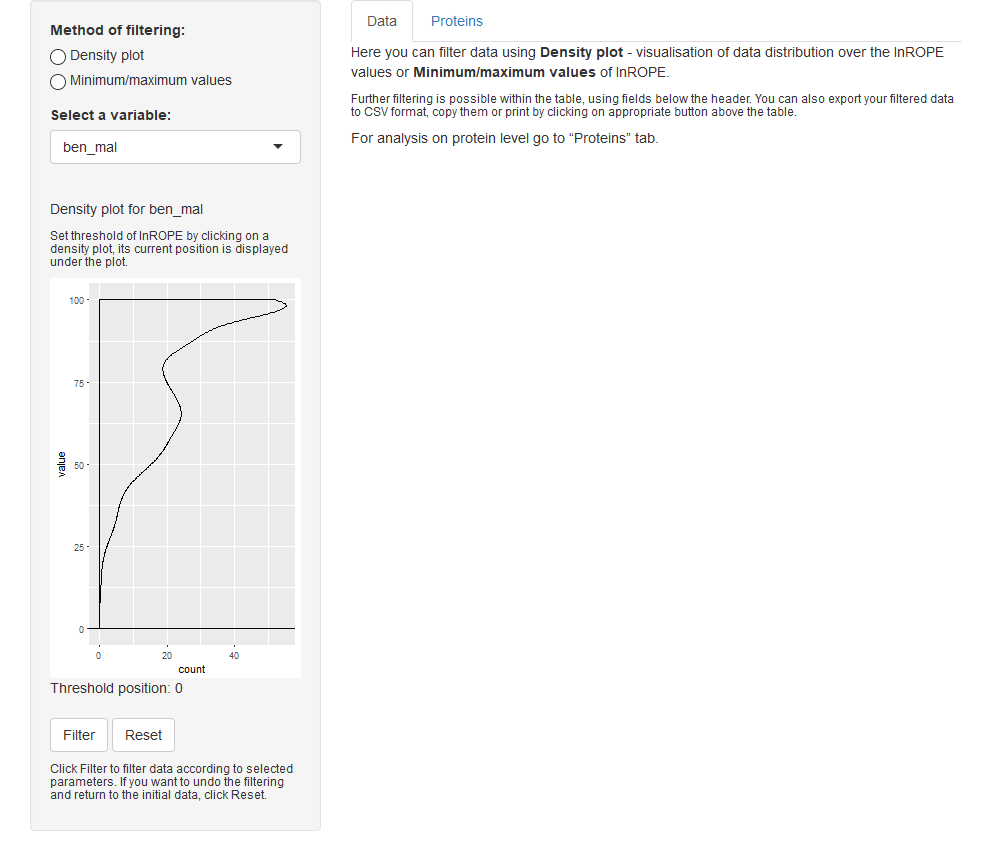 Method of filtering:
Density plot
Minimum/maximum values
Select a variable:
ben_mal
Density plot for ben_mal
Set threshold of lnROPE by clicking on a
density plot, its current position is displayed
under the plot.
100
75
50
25
0
value
0 20 40
count
Threshold position: 0
Filter Reset
Click Filter to filter data according to selected
parameters. If you want to undo the filtering
and return to the initial data, click Reset.
Data Proteins
Here you can filter data using Density plot - visualisation of data distribution over the lnROPE
values or Minimum/maximum values of lnROPE.
Further filtering is possible within the table, using fields below the header. You can also export your filtered data
to CSV format, copy them or print by clicking on appropriate button above the table.
For analysis on protein level go to “Proteins” tab.